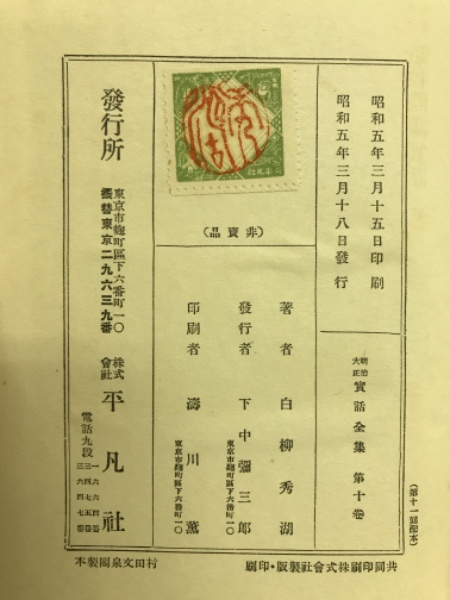 昭和五年三月十五日印刷
昭和五年三月十八日發行
明治大正 實話全集 第十卷
(第十一回配本)
(非賣品)
著者 白柳秀湖
發行者 下中彌三郎
東京市麴町區下六番町一〇
印刷者 濤川薰
東京市麴町區下六番町一〇
發行所
東京市麴町區下六番町一〇
振替東京二九六三九番
株式會社 平凡社
電話九段
共同印刷株式會社製版・印刷
村田文泉園製本